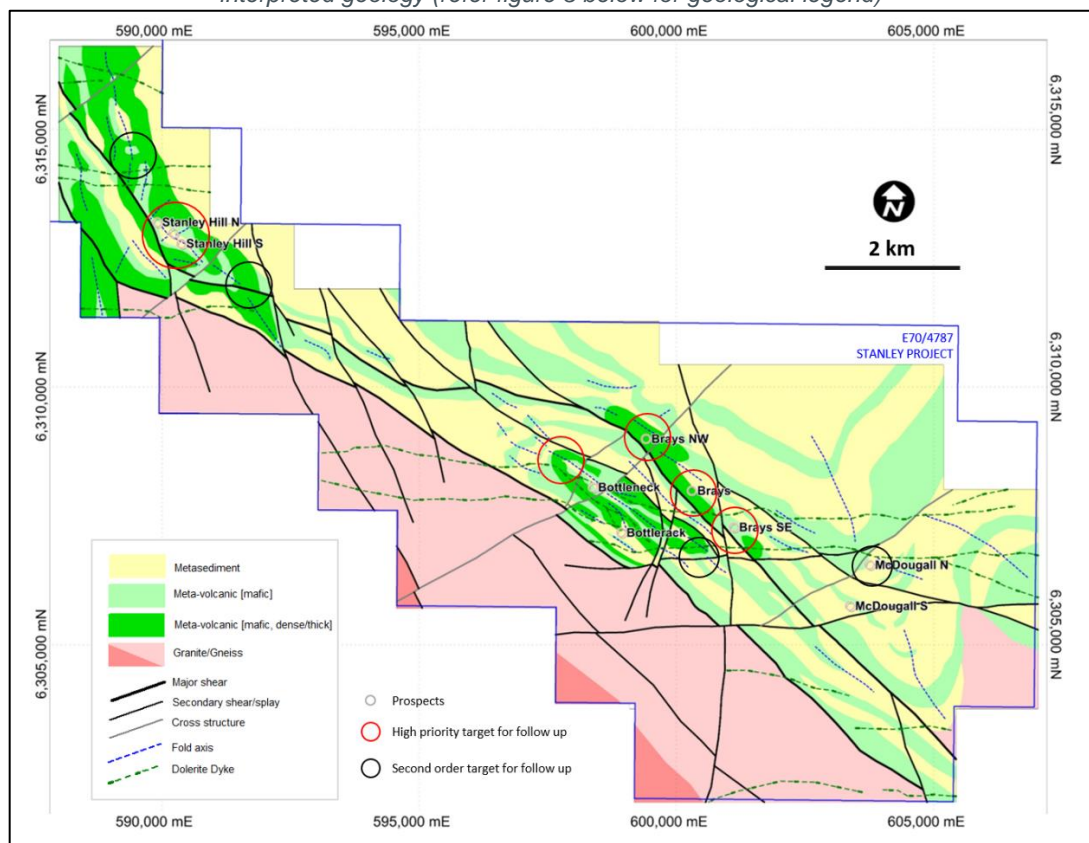 interpreted geology (refer figure 3 below for geological legend)
590,000 mE 595,000 mE 600,000 mE 605,000 mE
6,315,000 mN
6,315,000 mN
Stanley Hill N
Stanley Hill S
N
2 km
E70/4787
STANLEY PROJECT
6,310,000 mN
6,310,000 mN
Brays NW
Bottleneck
Brays
Bottlerack
Brays SE
McDougall N
McDougall S
6,305,000 mN
6,305,000 mN
Metasediment
Meta-volcanic [mafic]
Meta-volcanic [mafic, dense/thick]
Granite/Gneiss
Major shear
Secondary shear/splay
Cross structure
Fold axis
Dolerite Dyke
Prospects
High priority target for follow up
Second order target for follow up
590,000 mE 595,000 mE 600,000 mE 605,000 mE